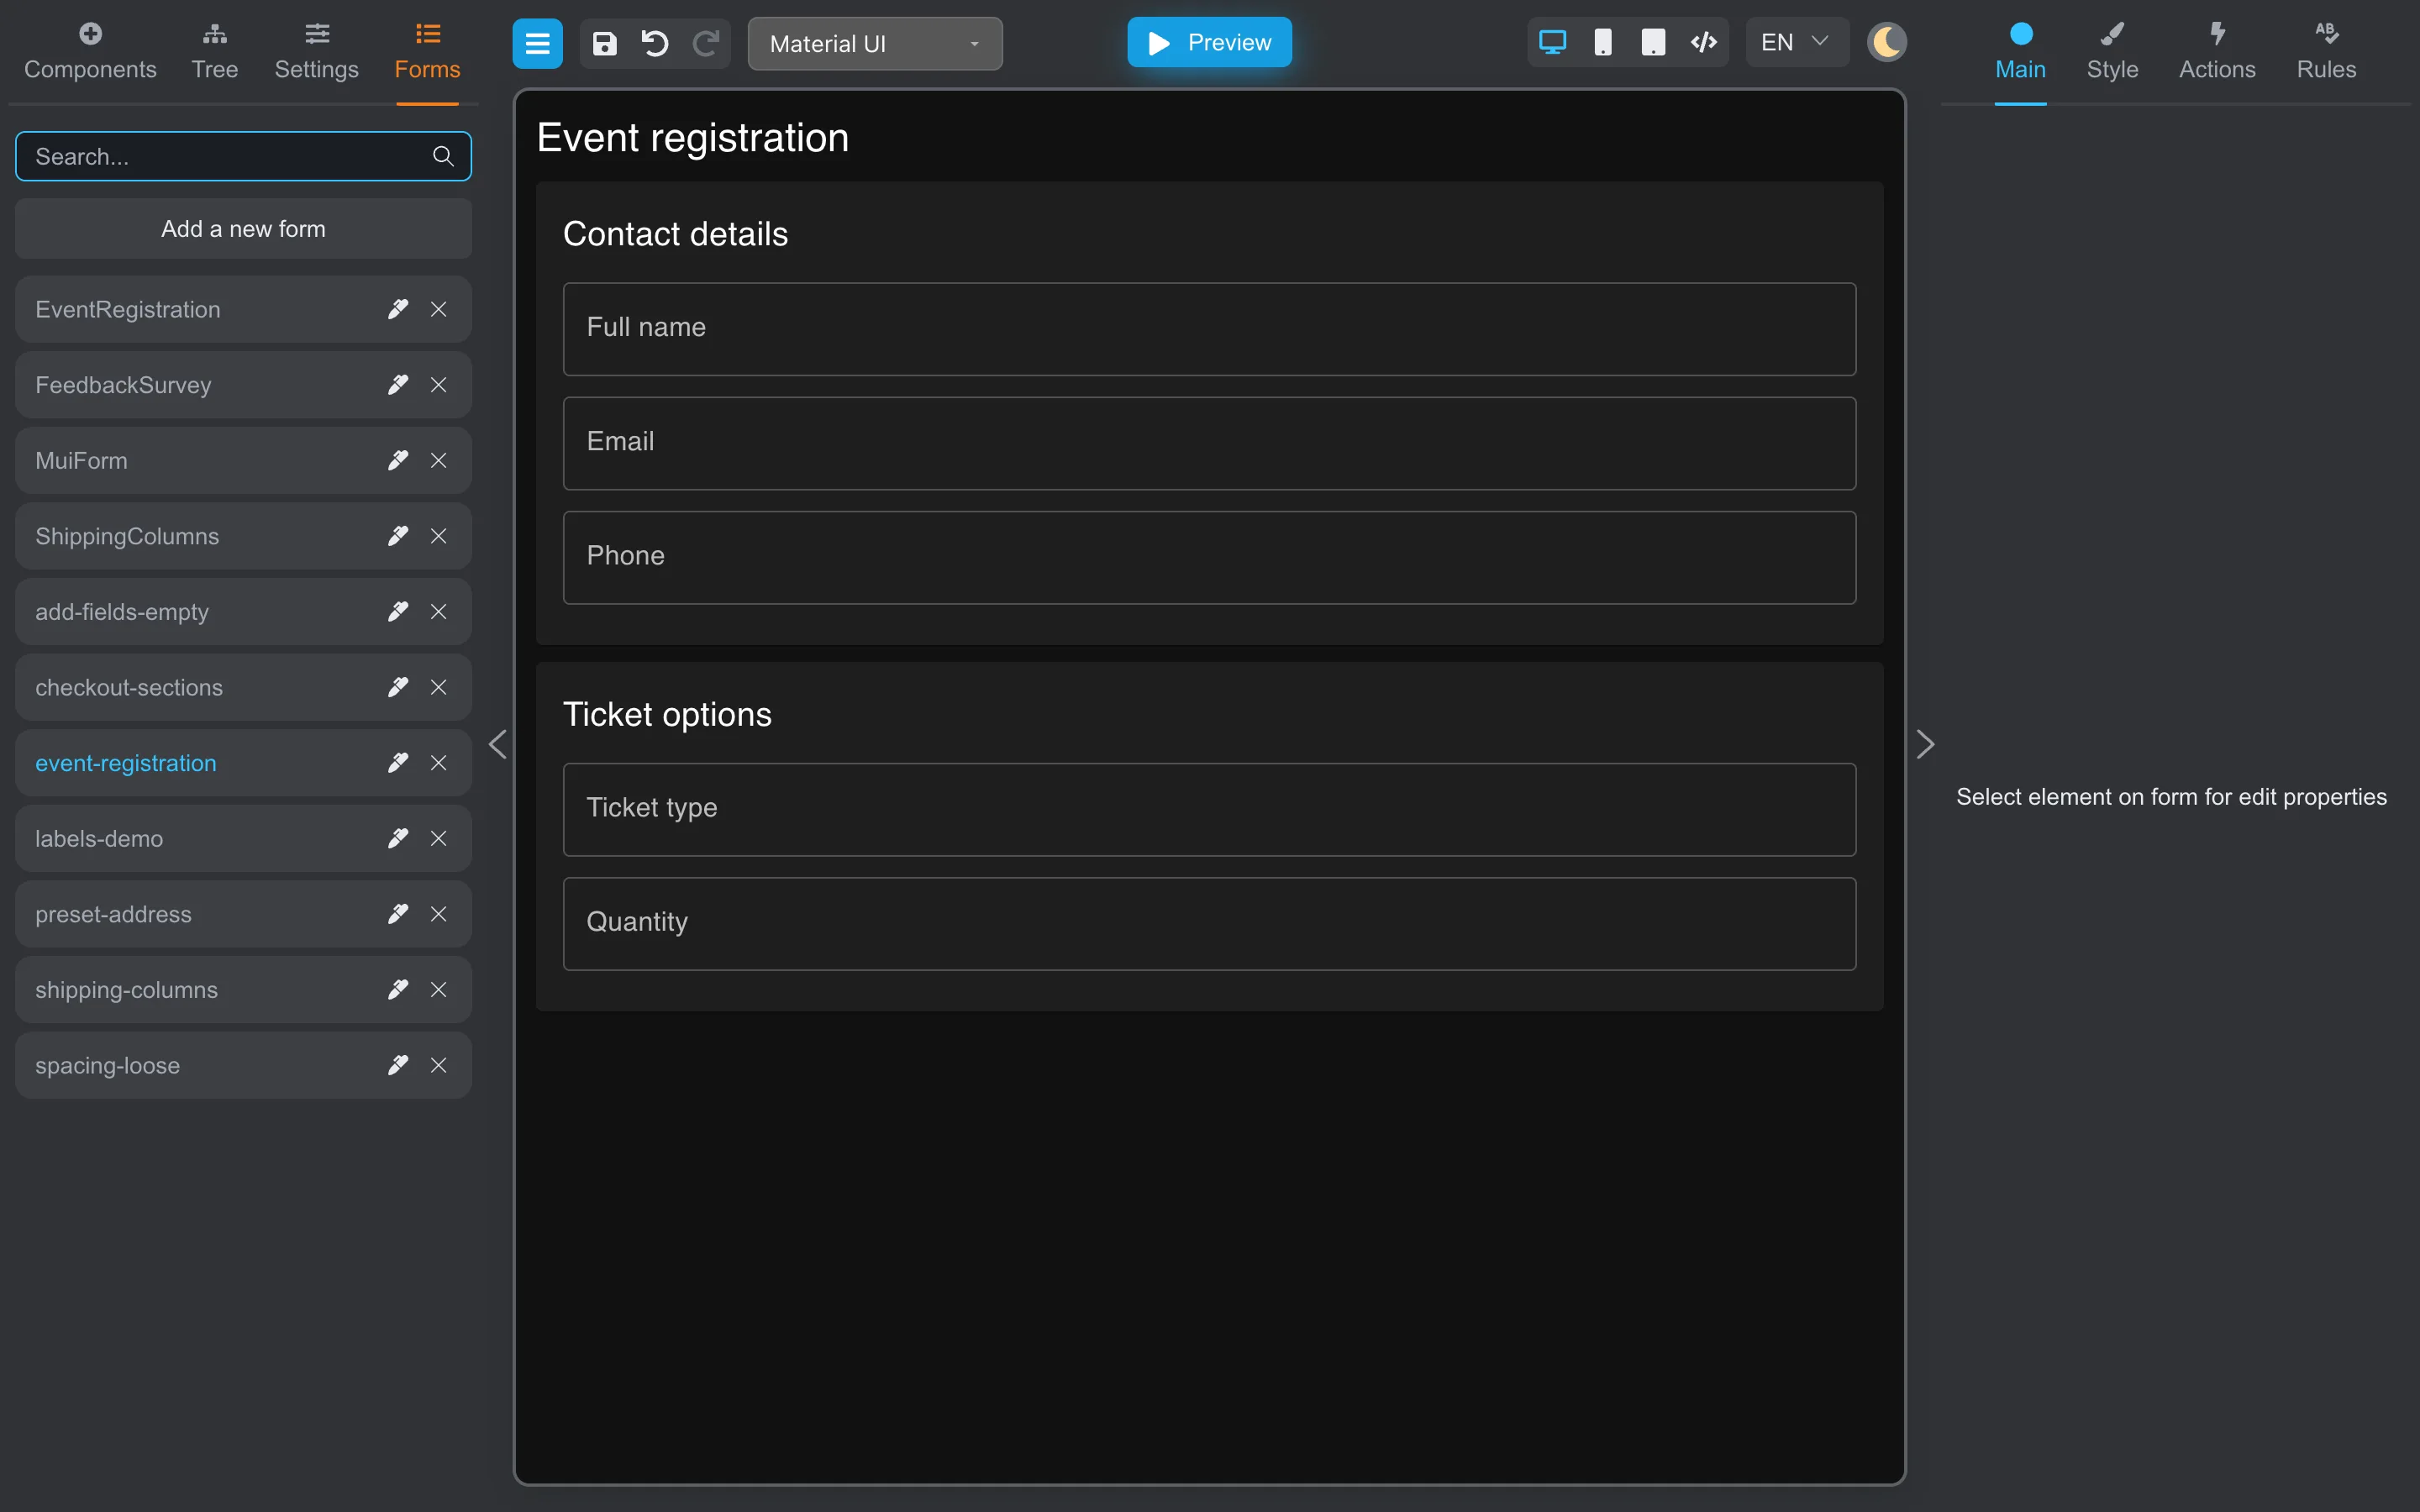 Components
Tree
Settings
Forms
Material UI
Preview
EN
Main
Style
Actions
Rules
Search...
Add a new form
EventRegistration
FeedbackSurvey
MuiForm
ShippingColumns
add-fields-empty
checkout-sections
event-registration
labels-demo
preset-address
shipping-columns
spacing-loose
Event registration
Contact details
Full name
Email
Phone
Ticket options
Ticket type
Quantity
Select element on form for edit properties